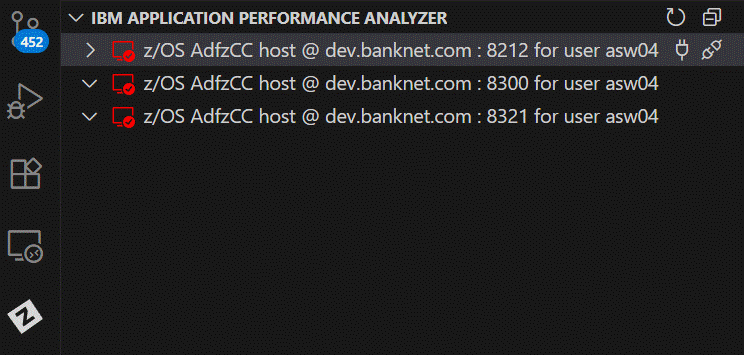 IBM APPLICATION PERFORMANCE ANALYZER
z/OS AdfzCC host @ dev.banknet.com : 8212 for user asw04
452
z/OS AdfzCC host @ dev.banknet.com : 8300 for user asw04
z/OS AdfzCC host @ dev.banknet.com : 8321 for user asw04
Z